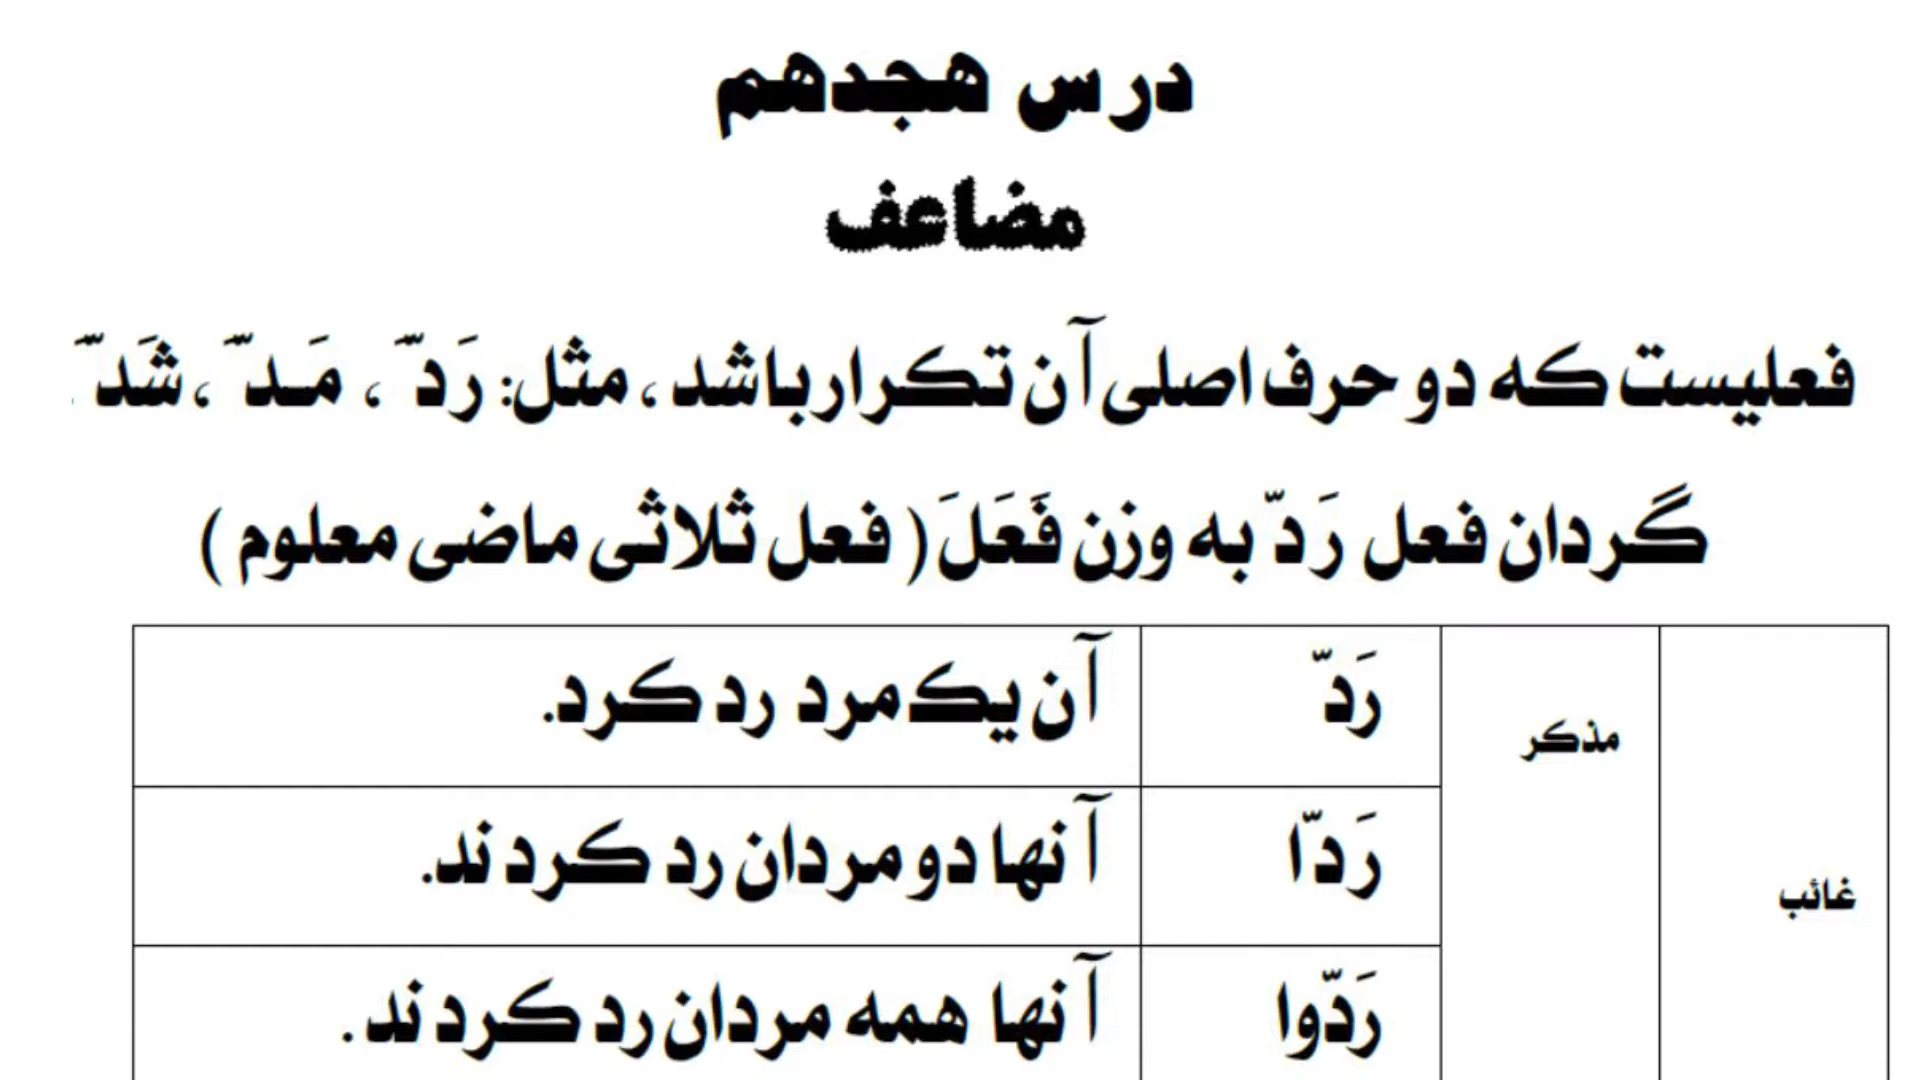 درس هجدهم
مضاعف
فعلیست که دو حرف اصلی آن تکرار باشد، مثل: رَدَّ، مَـدَّ، شَدَّ.
گردان فعل رَدَّ به وزن فَعَلَ ( فعل ثلاثی ماضی معلوم )
غائب
مذکر
رَدَّ آن یک مرد رد کرد.
رَدَّا آنها دو مردان رد کردند.
رَدّوا آنها همه مردان رد کردند.